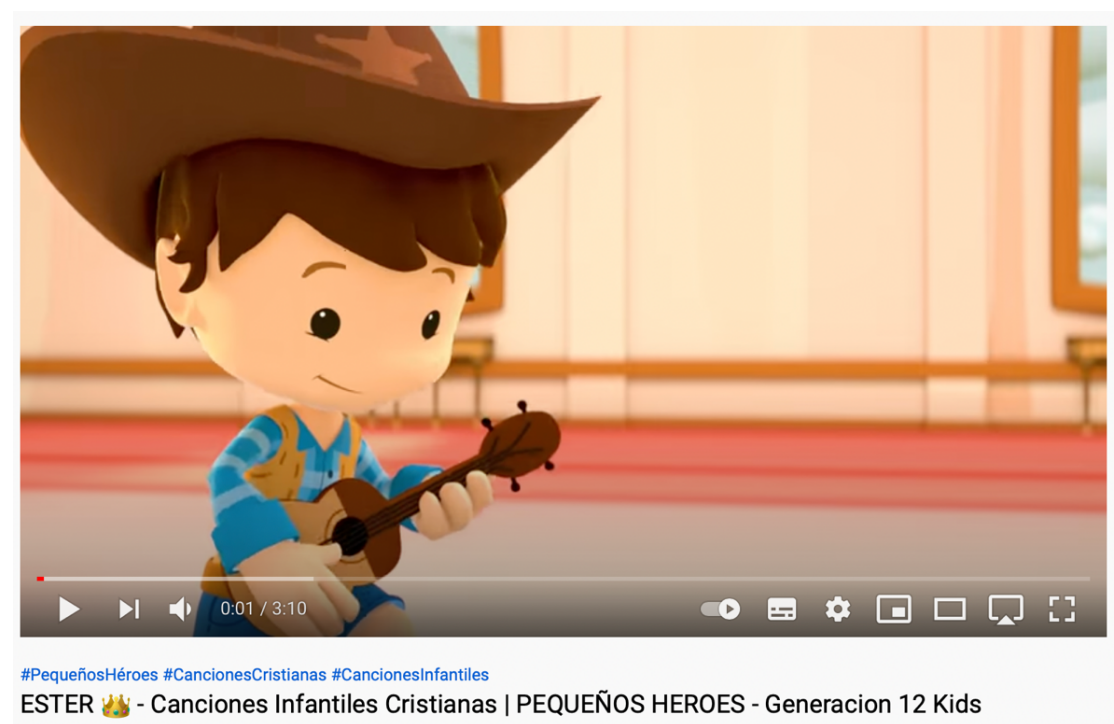 0:01 / 3:10
#PequeñosHéroes #CancionesCristianas #CancionesInfantiles
ESTER 👑 - Canciones Infantiles Cristianas | PEQUEÑOS HEROES - Generacion 12 Kids